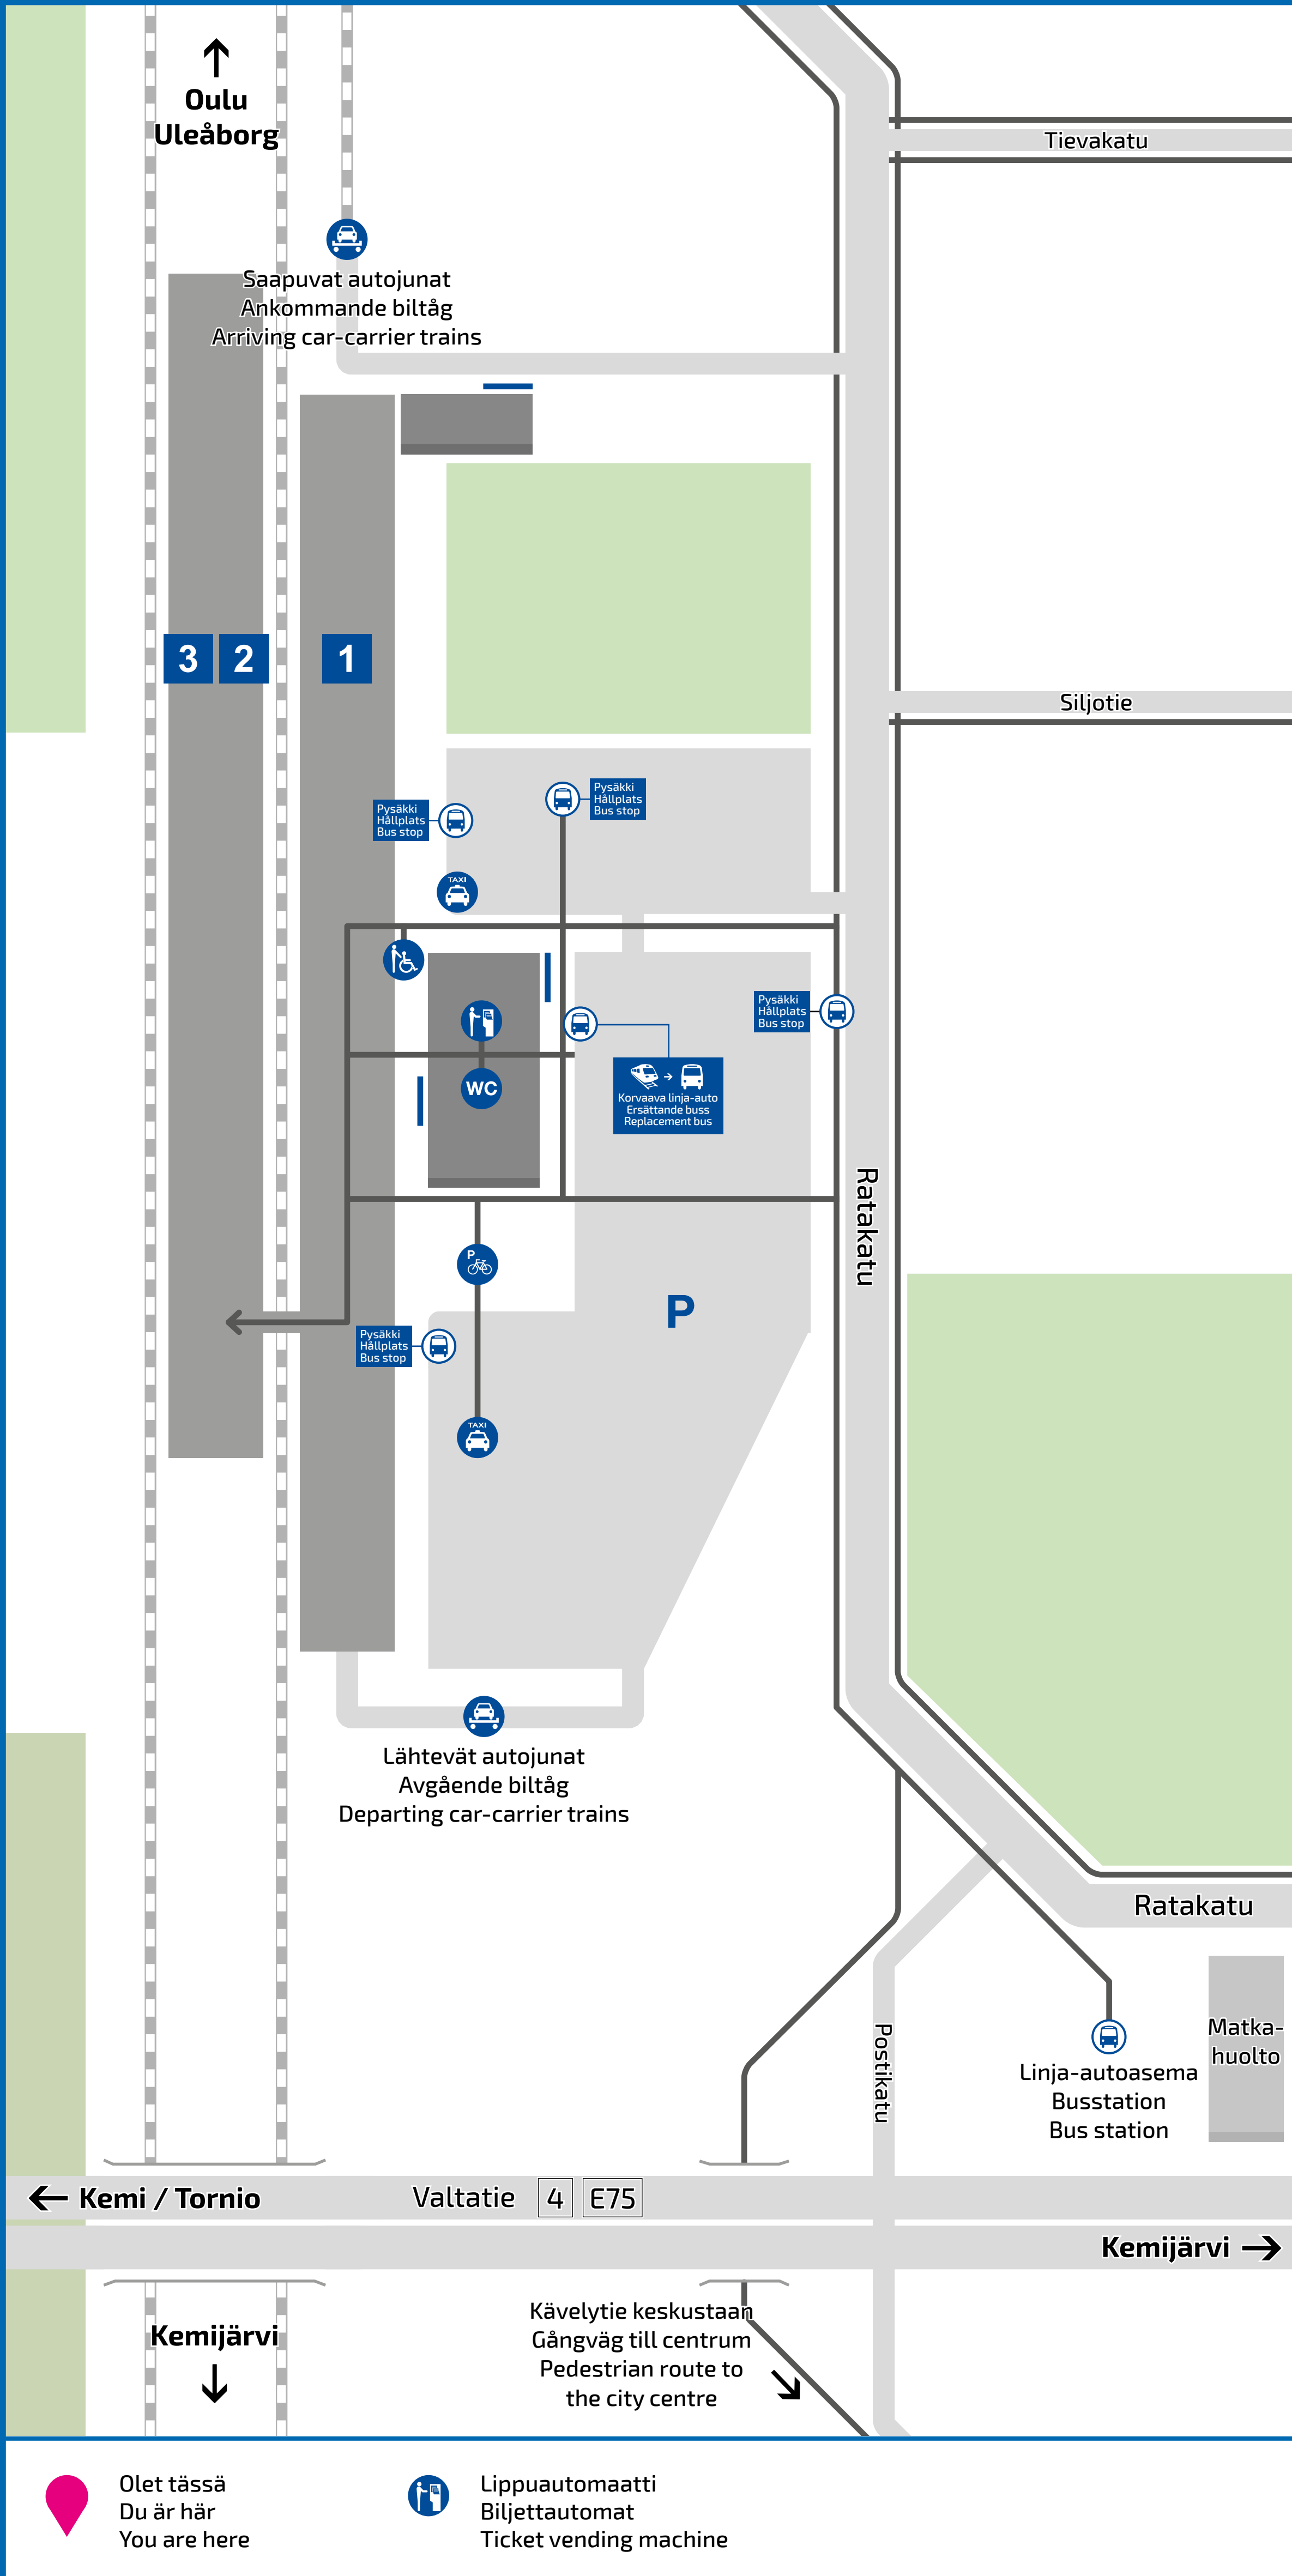 Oulu
Uleåborg
Tievakatu
Saapuvat autojunat
Ankommande biltåg
Arriving car-carrier trains
3
2
1
Siljotie
Pysäkki
Hållplats
Bus stop
Pysäkki
Hållplats
Bus stop
TAXI
Pysäkki
Hållplats
Bus stop
WC
Korvaava linja-auto
Ersättande buss
Replacement bus
Ratakatu
P
P
Pysäkki
Hållplats
Bus stop
TAXI
Lähtevät autojunat
Avgående biltåg
Departing car-carrier trains
Ratakatu
Postikatu
Matka-
huolto
Linja-autoasema
Busstation
Bus station
Kemi / Tornio
Valtatie 4 E75
Kemijärvi
Kemijärvi
Kävelytie keskustaan
Gångväg till centrum
Pedestrian route to
the city centre
Olet tässä
Du är här
You are here
Lippuautomaatti
Biljettautomat
Ticket vending machine